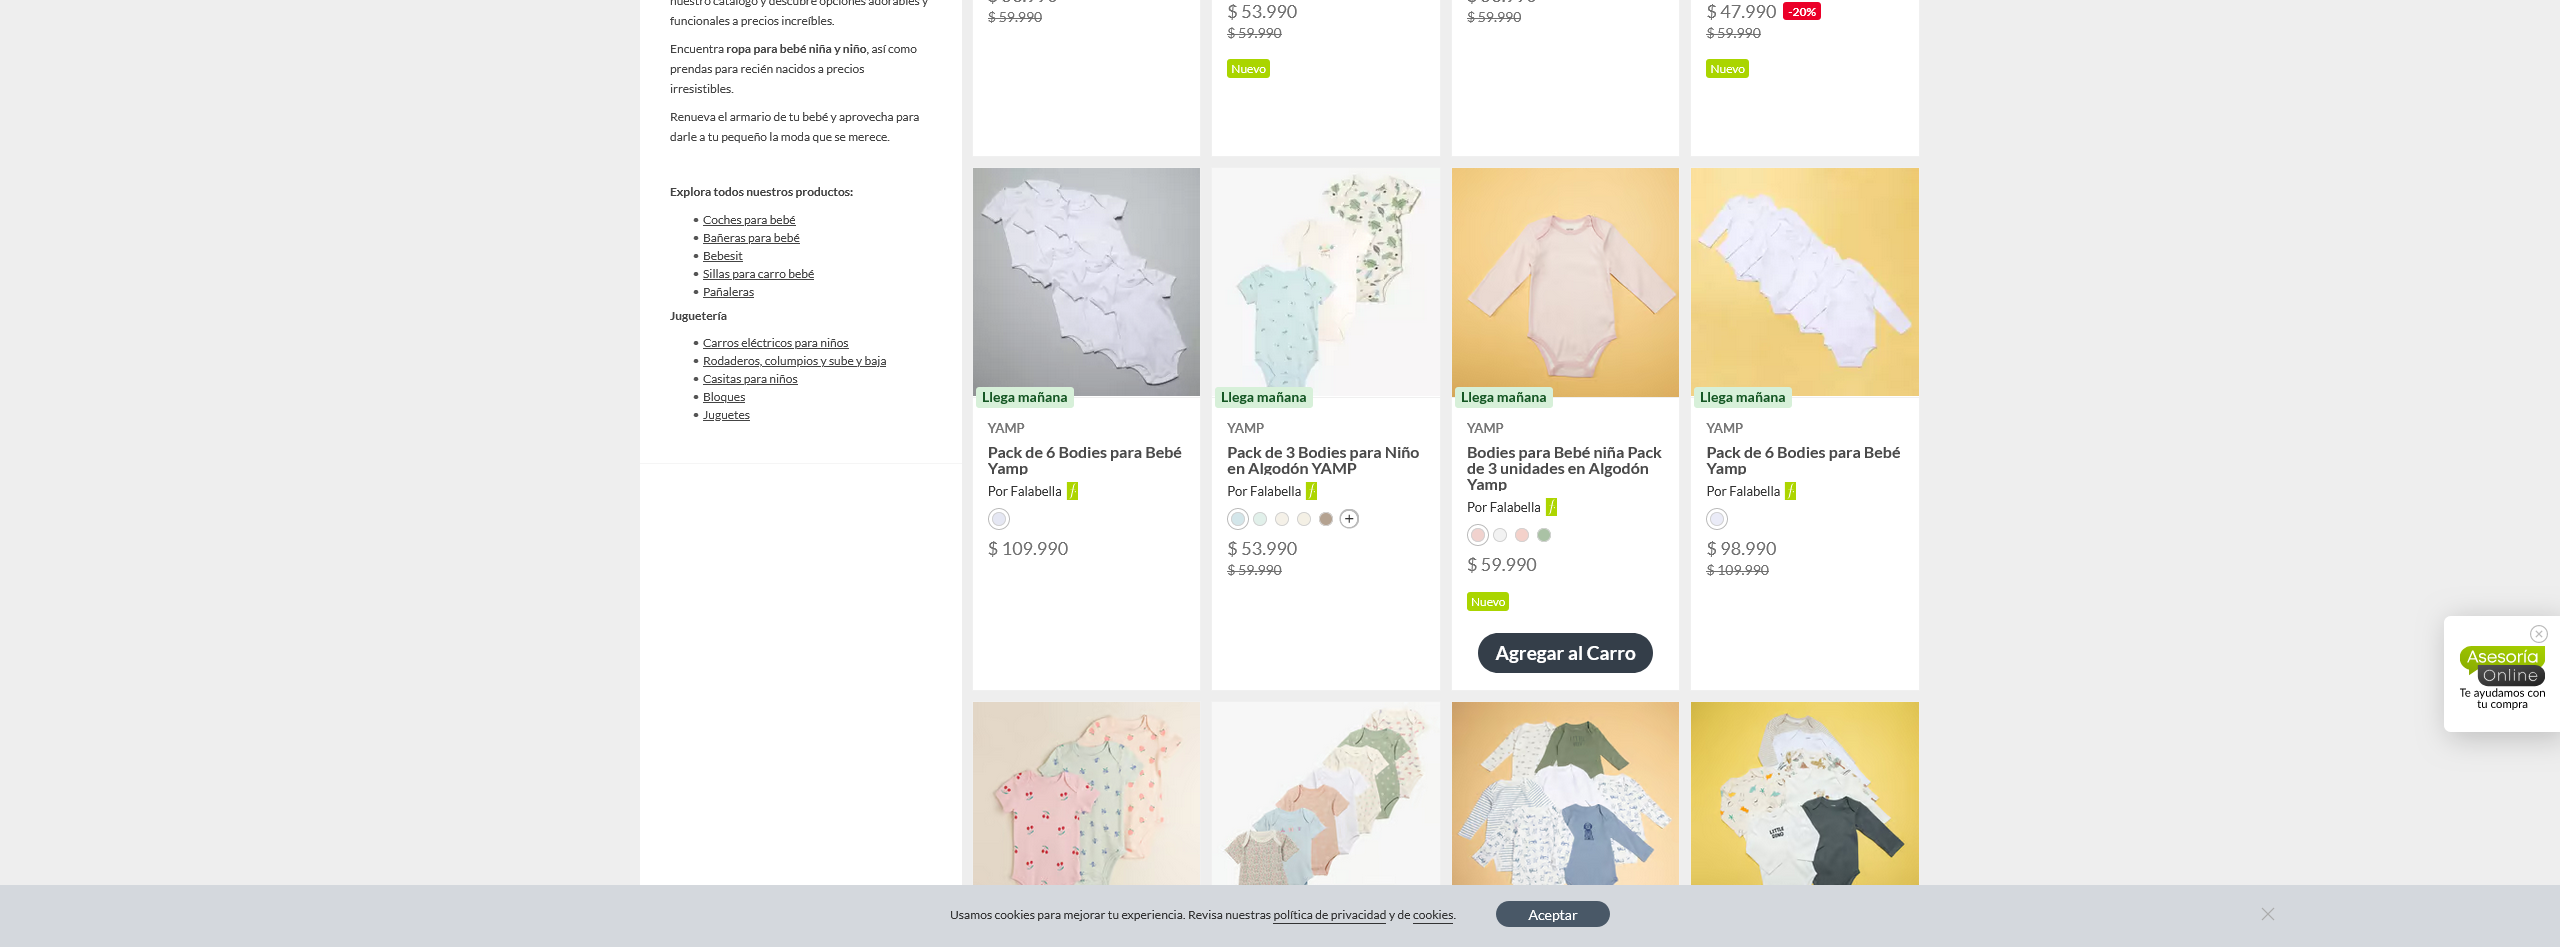 funcionales a precios increíbles.
Encuentra ropa para bebé niña y niño, así como
prendas para recién nacidos a precios
irresistibles.
Renueva el armario de tu bebé y aprovecha para
darle a tu pequeño la moda que se merece.
Explora todos nuestros productos:
• Coches para bebé
• Bañeras para bebé
• Bebesit
• Sillas para carro bebé
• Pañaleras
Juguetería
• Carros eléctricos para niños
• Rodaderos, columpios y sube y baja
• Casitas para niños
• Bloques
• Juguetes
$ 59.990
$ 53.990
$ 59.990
Nuevo
$ 59.990
$ 47.990 -20%
$ 59.990
Nuevo
Llega mañana
YAMP
Pack de 6 Bodies para Bebé
Yamp
Por Falabella
$ 109.990
Llega mañana
YAMP
Pack de 3 Bodies para Niño
en Algodón YAMP
Por Falabella
+
$ 53.990
$ 59.990
Llega mañana
YAMP
Bodies para Bebé niña Pack
de 3 unidades en Algodón
Yamp
Por Falabella
$ 59.990
Nuevo
Agregar al Carro
Llega mañana
YAMP
Pack de 6 Bodies para Bebé
Yamp
Por Falabella
$ 98.990
$ 109.990
LITTLE
DINO
Asesoría
Online
Te ayudamos con
tu compra
Usamos cookies para mejorar tu experiencia. Revisa nuestras política de privacidad y de cookies.
Aceptar